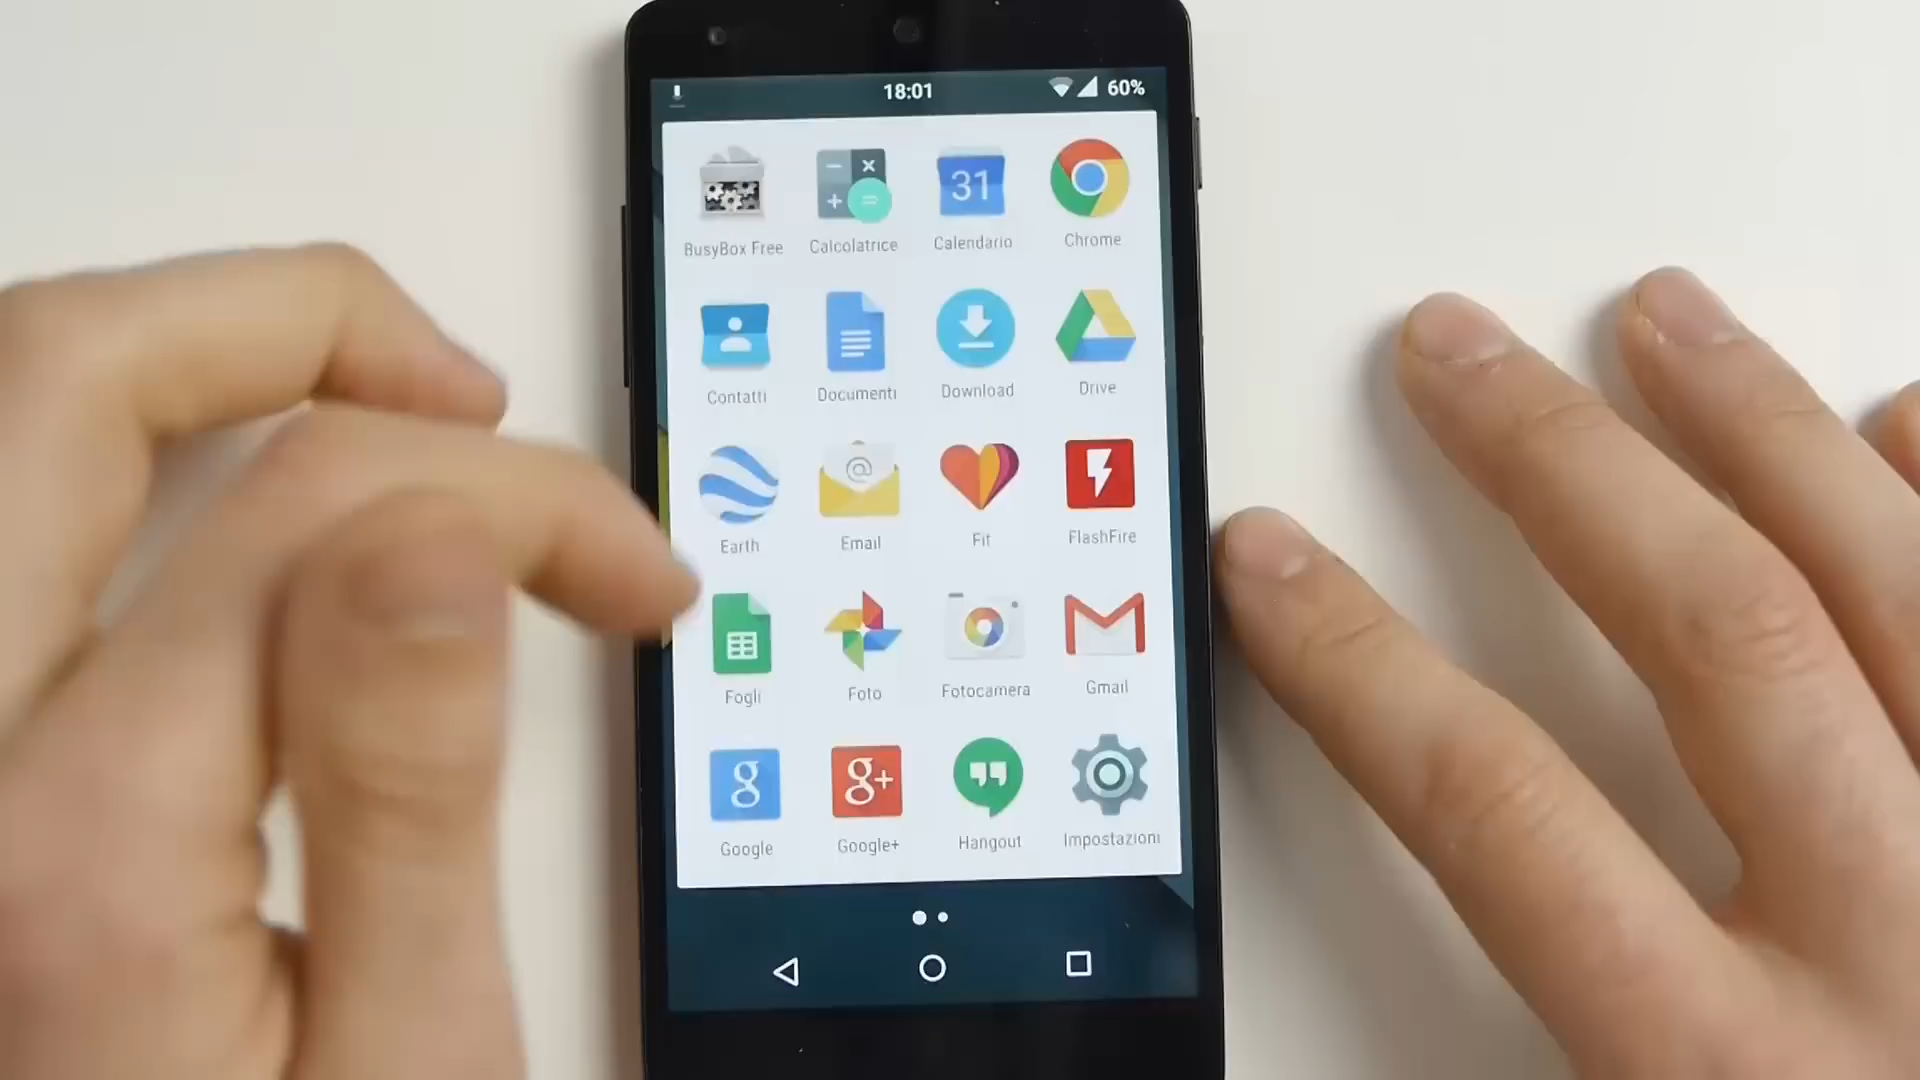 18:01 60%
31
BusyBox Free Calcolatrice Calendario Chrome
Contatti Documenti Download Drive
@
Earth Email Fit FlashFire
Fogli Foto Fotocamera Gmail
g g+
Google Google+ Hangout Impostazioni